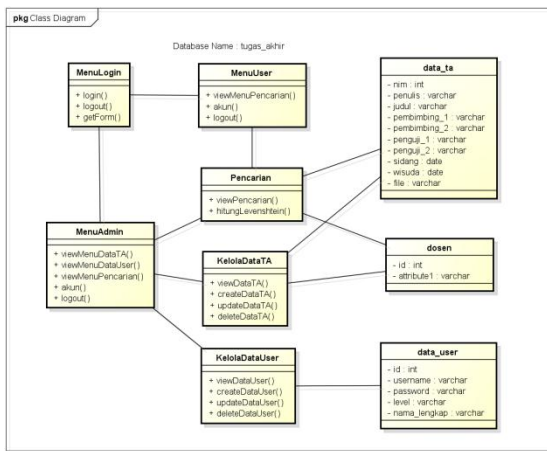 pkg Class Diagram
Database Name : tugas_akhir
MenuLogin
+ login()
+ logout()
+ getForm()
MenuUser
+ viewMenuPencarian()
+ akun()
+ logout()
data_ta
- nim : int
- penulis : varchar
- judul : varchar
- pembimbing_1 : varchar
- pembimbing_2 : varchar
- penguji_1 : varchar
- penguji_2 : varchar
- sidang : date
- wisuda : date
- file : varchar
Pencarian
+ viewPencarian()
+ hitungLevenshtein()
MenuAdmin
+ viewMenuDataTA()
+ viewMenuDataUser()
+ viewMenuPencarian()
+ akun()
+ logout()
KelolaDataTA
+ viewDataTA()
+ createDataTA()
+ updateDataTA()
+ deleteDataTA()
dosen
- id : int
- attribute1 : varchar
KelolaDataUser
+ viewDataUser()
+ createDataUser()
+ updateDataUser()
+ deleteDataUser()
data_user
- id : int
- username : varchar
- password : varchar
- level : varchar
- nama_lengkap : varchar